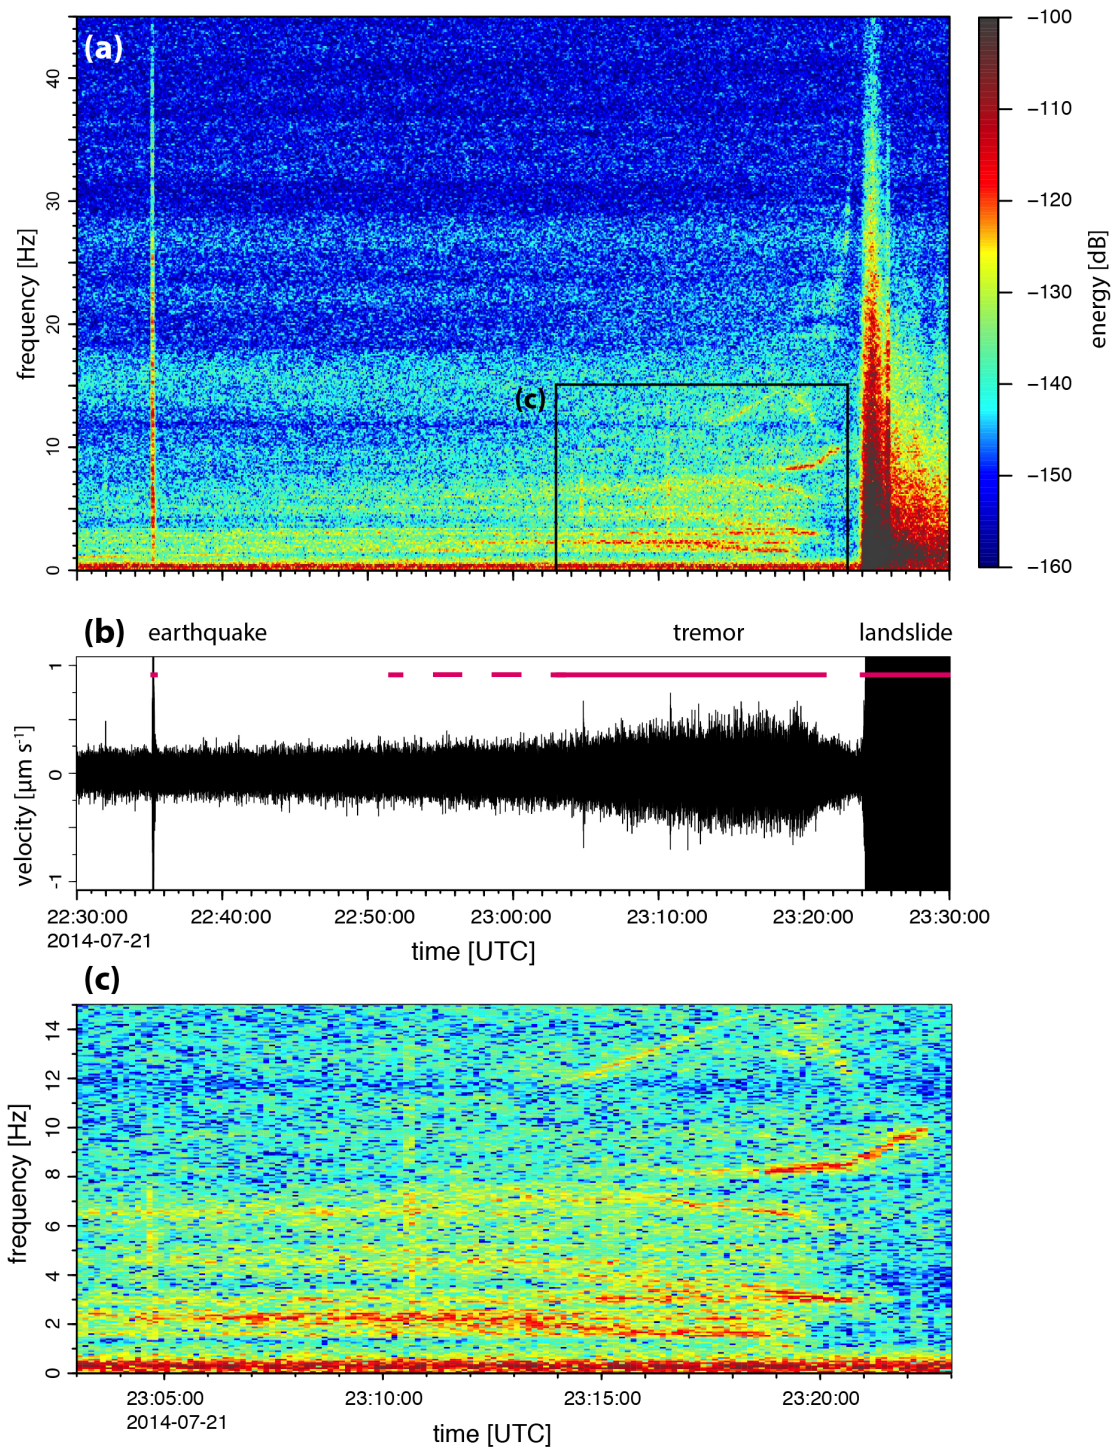 (a)
40
30
20
10
0
frequency [Hz]
(c)
−100
−110
−120
−130
−140
−150
−160
energy [dB]
(b)
earthquake
tremor
landslide
1
0
-1
velocity [µm s-1]
22:30:00
22:40:00
22:50:00
23:00:00
23:10:00
23:20:00
23:30:00
2014-07-21
time [UTC]
(c)
14
12
10
8
6
4
2
0
frequency [Hz]
23:05:00
23:10:00
23:15:00
23:20:00
2014-07-21
time [UTC]